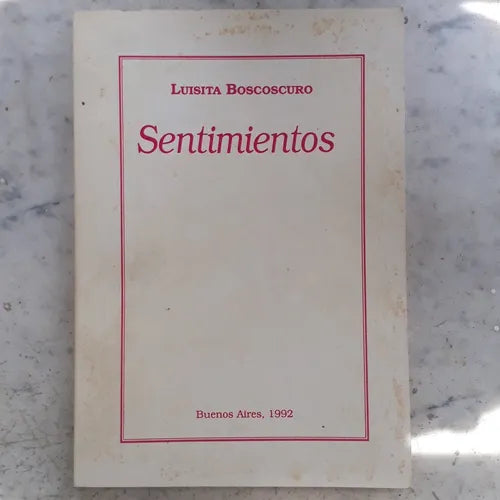 Luisita Boscoscuro
Sentimientos
Buenos Aires, 1992